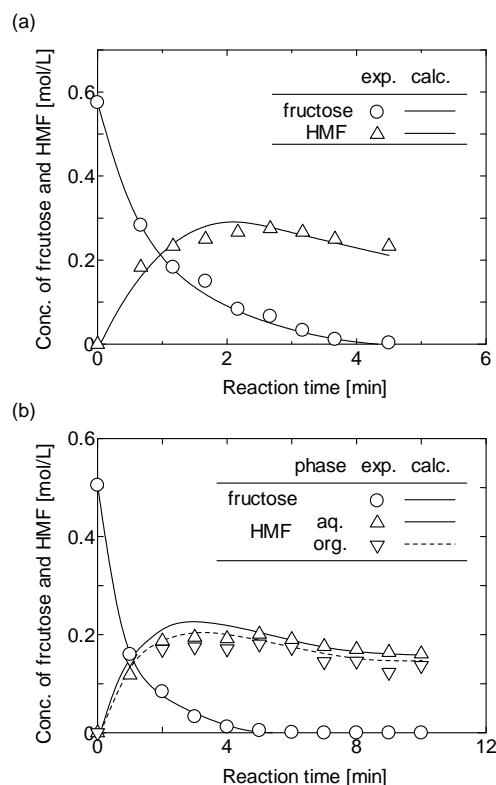 (a)
Conc. of frcutose and HMF [mol/L]
0.6
0.4
0.2
0
exp. calc.
fructose
HMF
0 2 4 6
Reaction time [min]
(b)
Conc. of frcutose and HMF [mol/L]
0.6
0.4
0.2
0
phase exp. calc.
fructose
HMF aq.
org.
0 4 8 12
Reaction time [min]